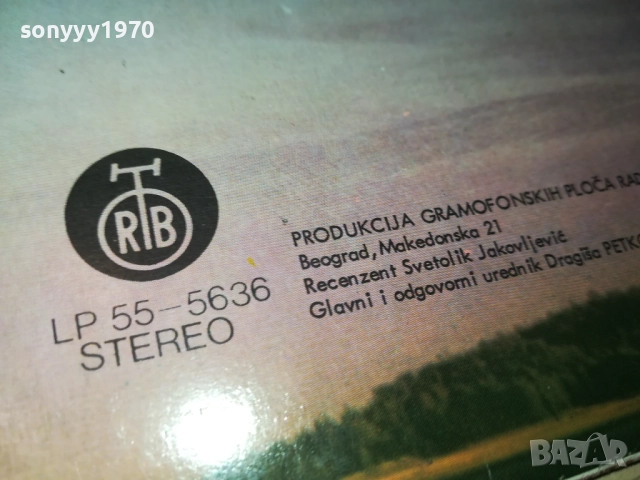 sonyyy1970
RTB
LP 55-5636
STEREO
PRODUKCIJA GRAMOFONSKIH PLOČA
Beograd, Makedonska 21
Recenzent Svetolik Jakovljević
Glavni i odgovorni urednik Dragiša
BAZAR